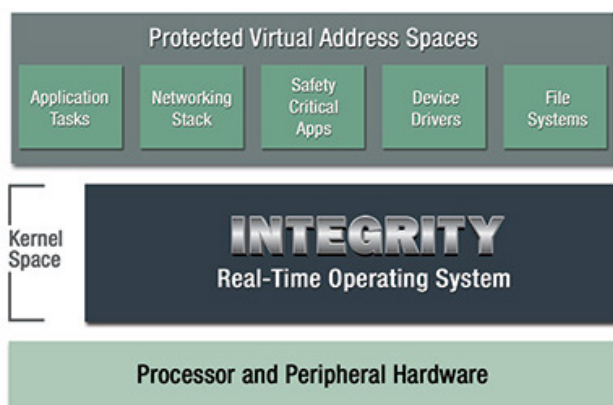 Protected Virtual Address Spaces
Application
Tasks
Networking
Stack
Safety
Critical
Apps
Device
Drivers
File
Systems
Kernel
Space
INTEGRITY
Real-Time Operating System
Processor and Peripheral Hardware